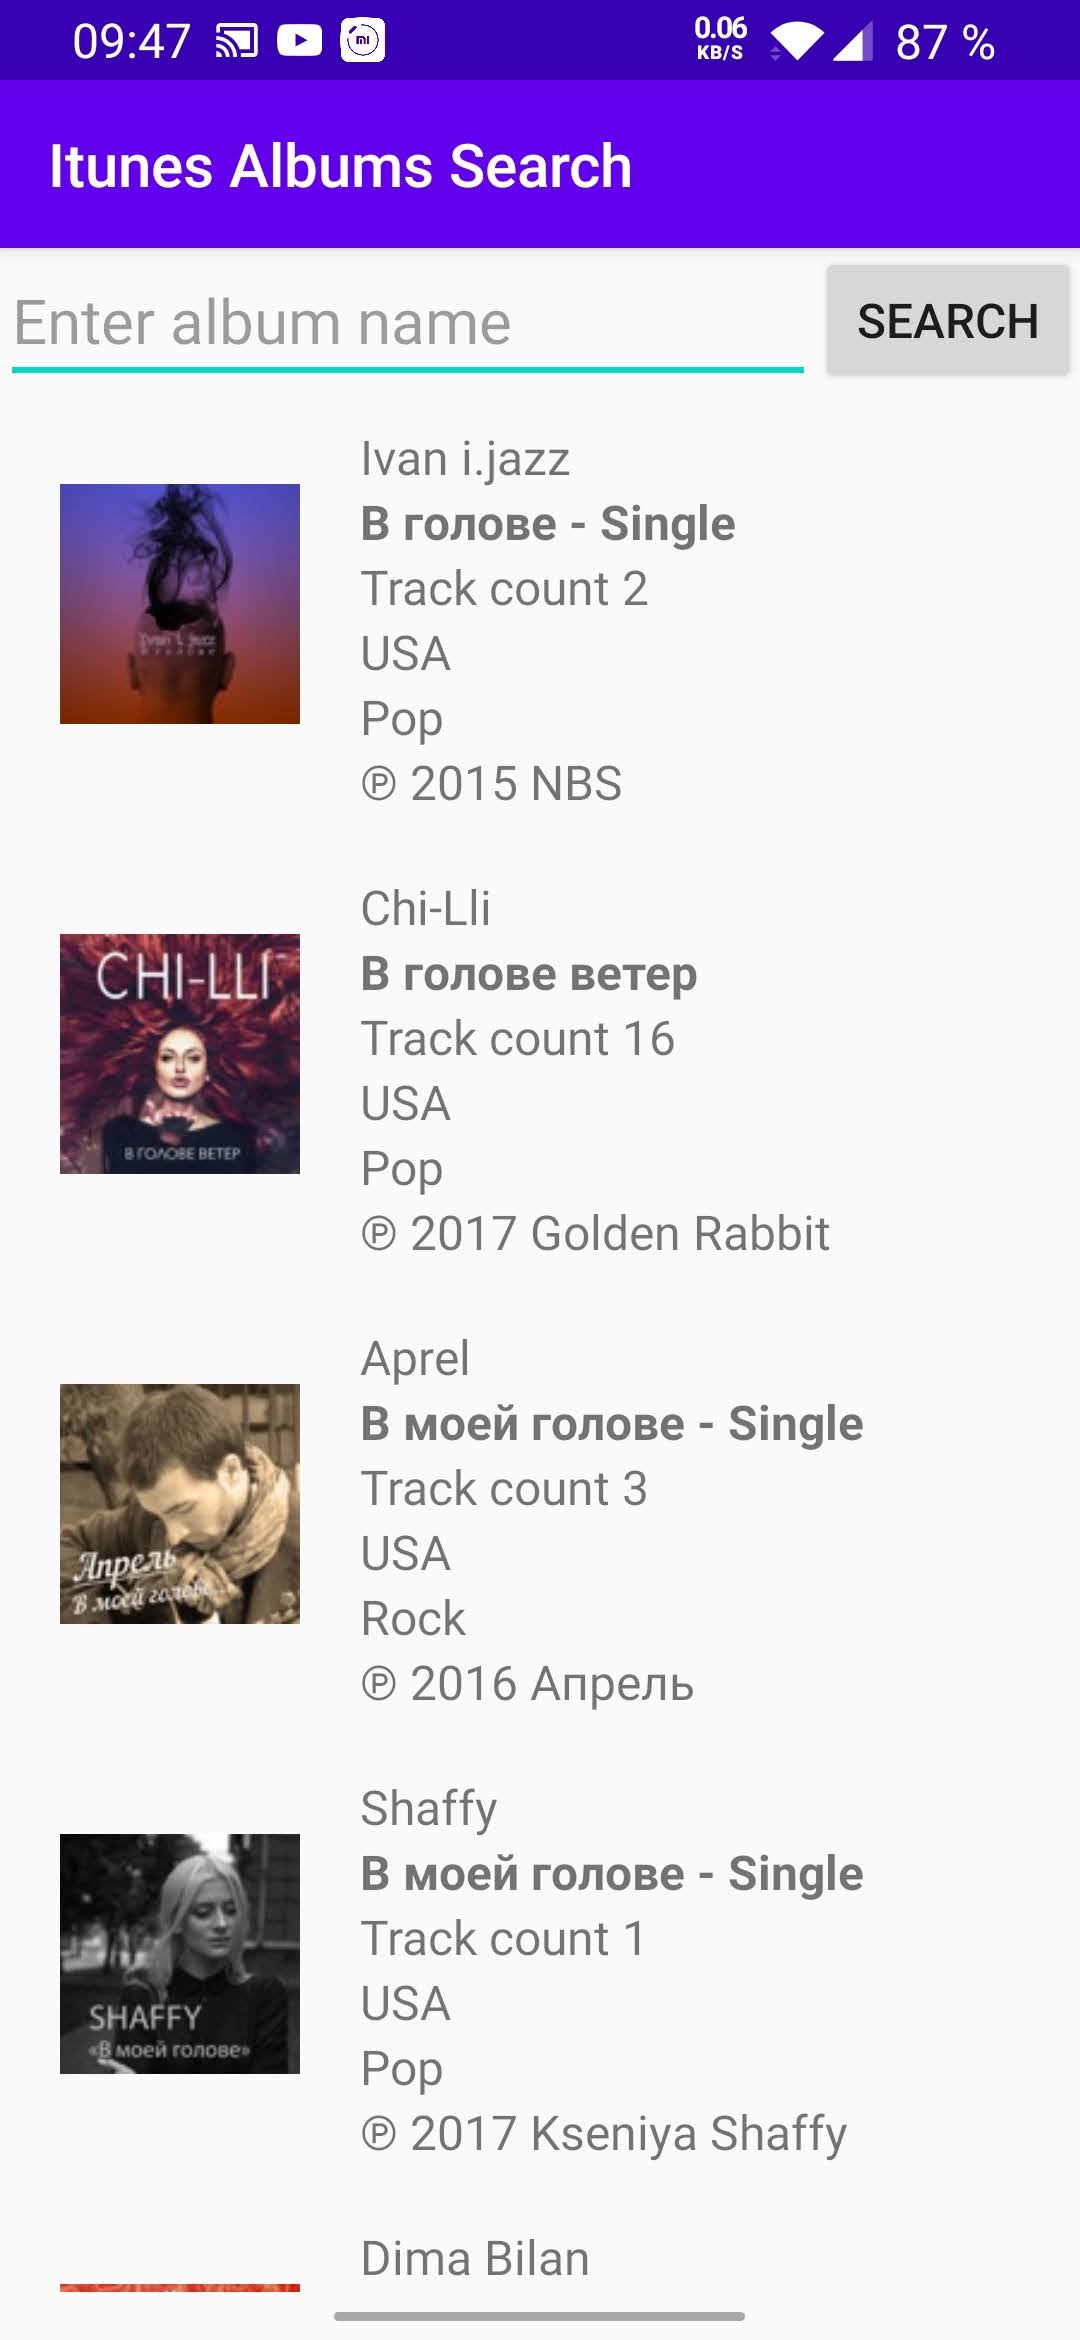 09:47
0.06
KB/S
87 %
Itunes Albums Search
Enter album name
SEARCH
Ivan i.jazz
В голове - Single
Track count 2
USA
Pop
℗ 2015 NBS
Ivan i.jazz
В голове
Chi-Lli
В голове ветер
Track count 16
USA
Pop
℗ 2017 Golden Rabbit
CHI-LLI
В ГОЛОВЕ ВЕТЕР
Aprel
В моей голове - Single
Track count 3
USA
Rock
℗ 2016 Апрель
Апрель
В моей голове...
Shaffy
В моей голове - Single
Track count 1
USA
Pop
℗ 2017 Kseniya Shaffy
SHAFFY
«В моей голове»
Dima Bilan